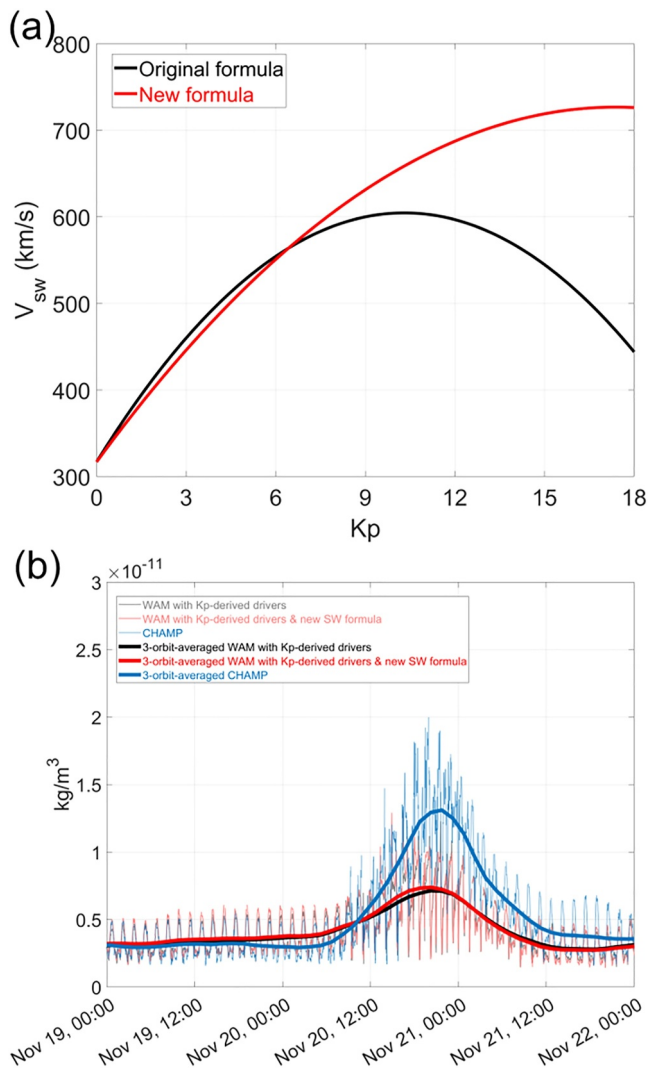 (a)
800
700
600
500
400
300
V_sw (km/s)
Original formula
New formula
0 3 6 9 12 15 18
Kp
(b)
×10^-11
3
2.5
2
1.5
1
0.5
0
kg/m³
WAM with Kp-derived drivers
WAM with Kp-derived drivers & new SW formula
CHAMP
3-orbit-averaged WAM with Kp-derived drivers
3-orbit-averaged WAM with Kp-derived drivers & new SW formula
3-orbit-averaged CHAMP
Nov 19, 00:00
Nov 19, 12:00
Nov 20, 00:00
Nov 20, 12:00
Nov 21, 00:00
Nov 21, 12:00
Nov 22, 00:00